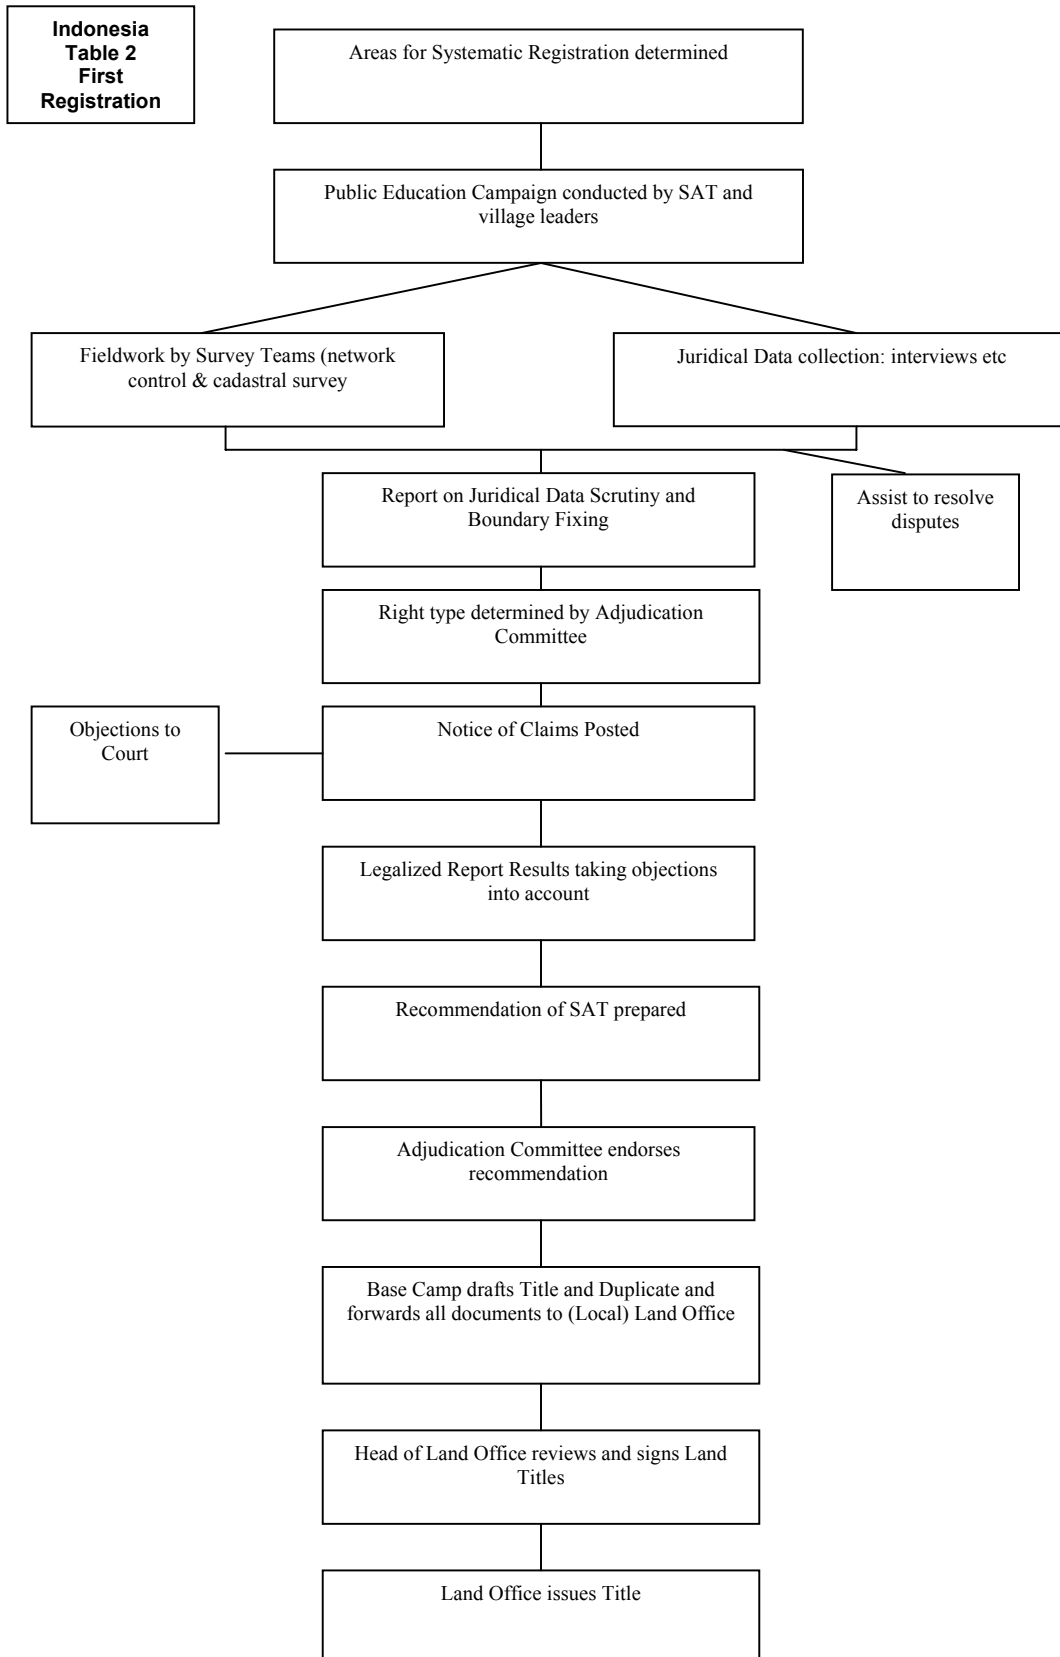 Indonesia
Table 2
First
Registration
Areas for Systematic Registration determined
Public Education Campaign conducted by SAT and
village leaders
Fieldwork by Survey Teams (network
control & cadastral survey
Juridical Data collection: interviews etc
Report on Juridical Data Scrutiny and
Boundary Fixing
Assist to resolve
disputes
Right type determined by Adjudication
Committee
Objections to
Court
Notice of Claims Posted
Legalized Report Results taking objections
into account
Recommendation of SAT prepared
Adjudication Committee endorses
recommendation
Base Camp drafts Title and Duplicate and
forwards all documents to (Local) Land Office
Head of Land Office reviews and signs Land
Titles
Land Office issues Title